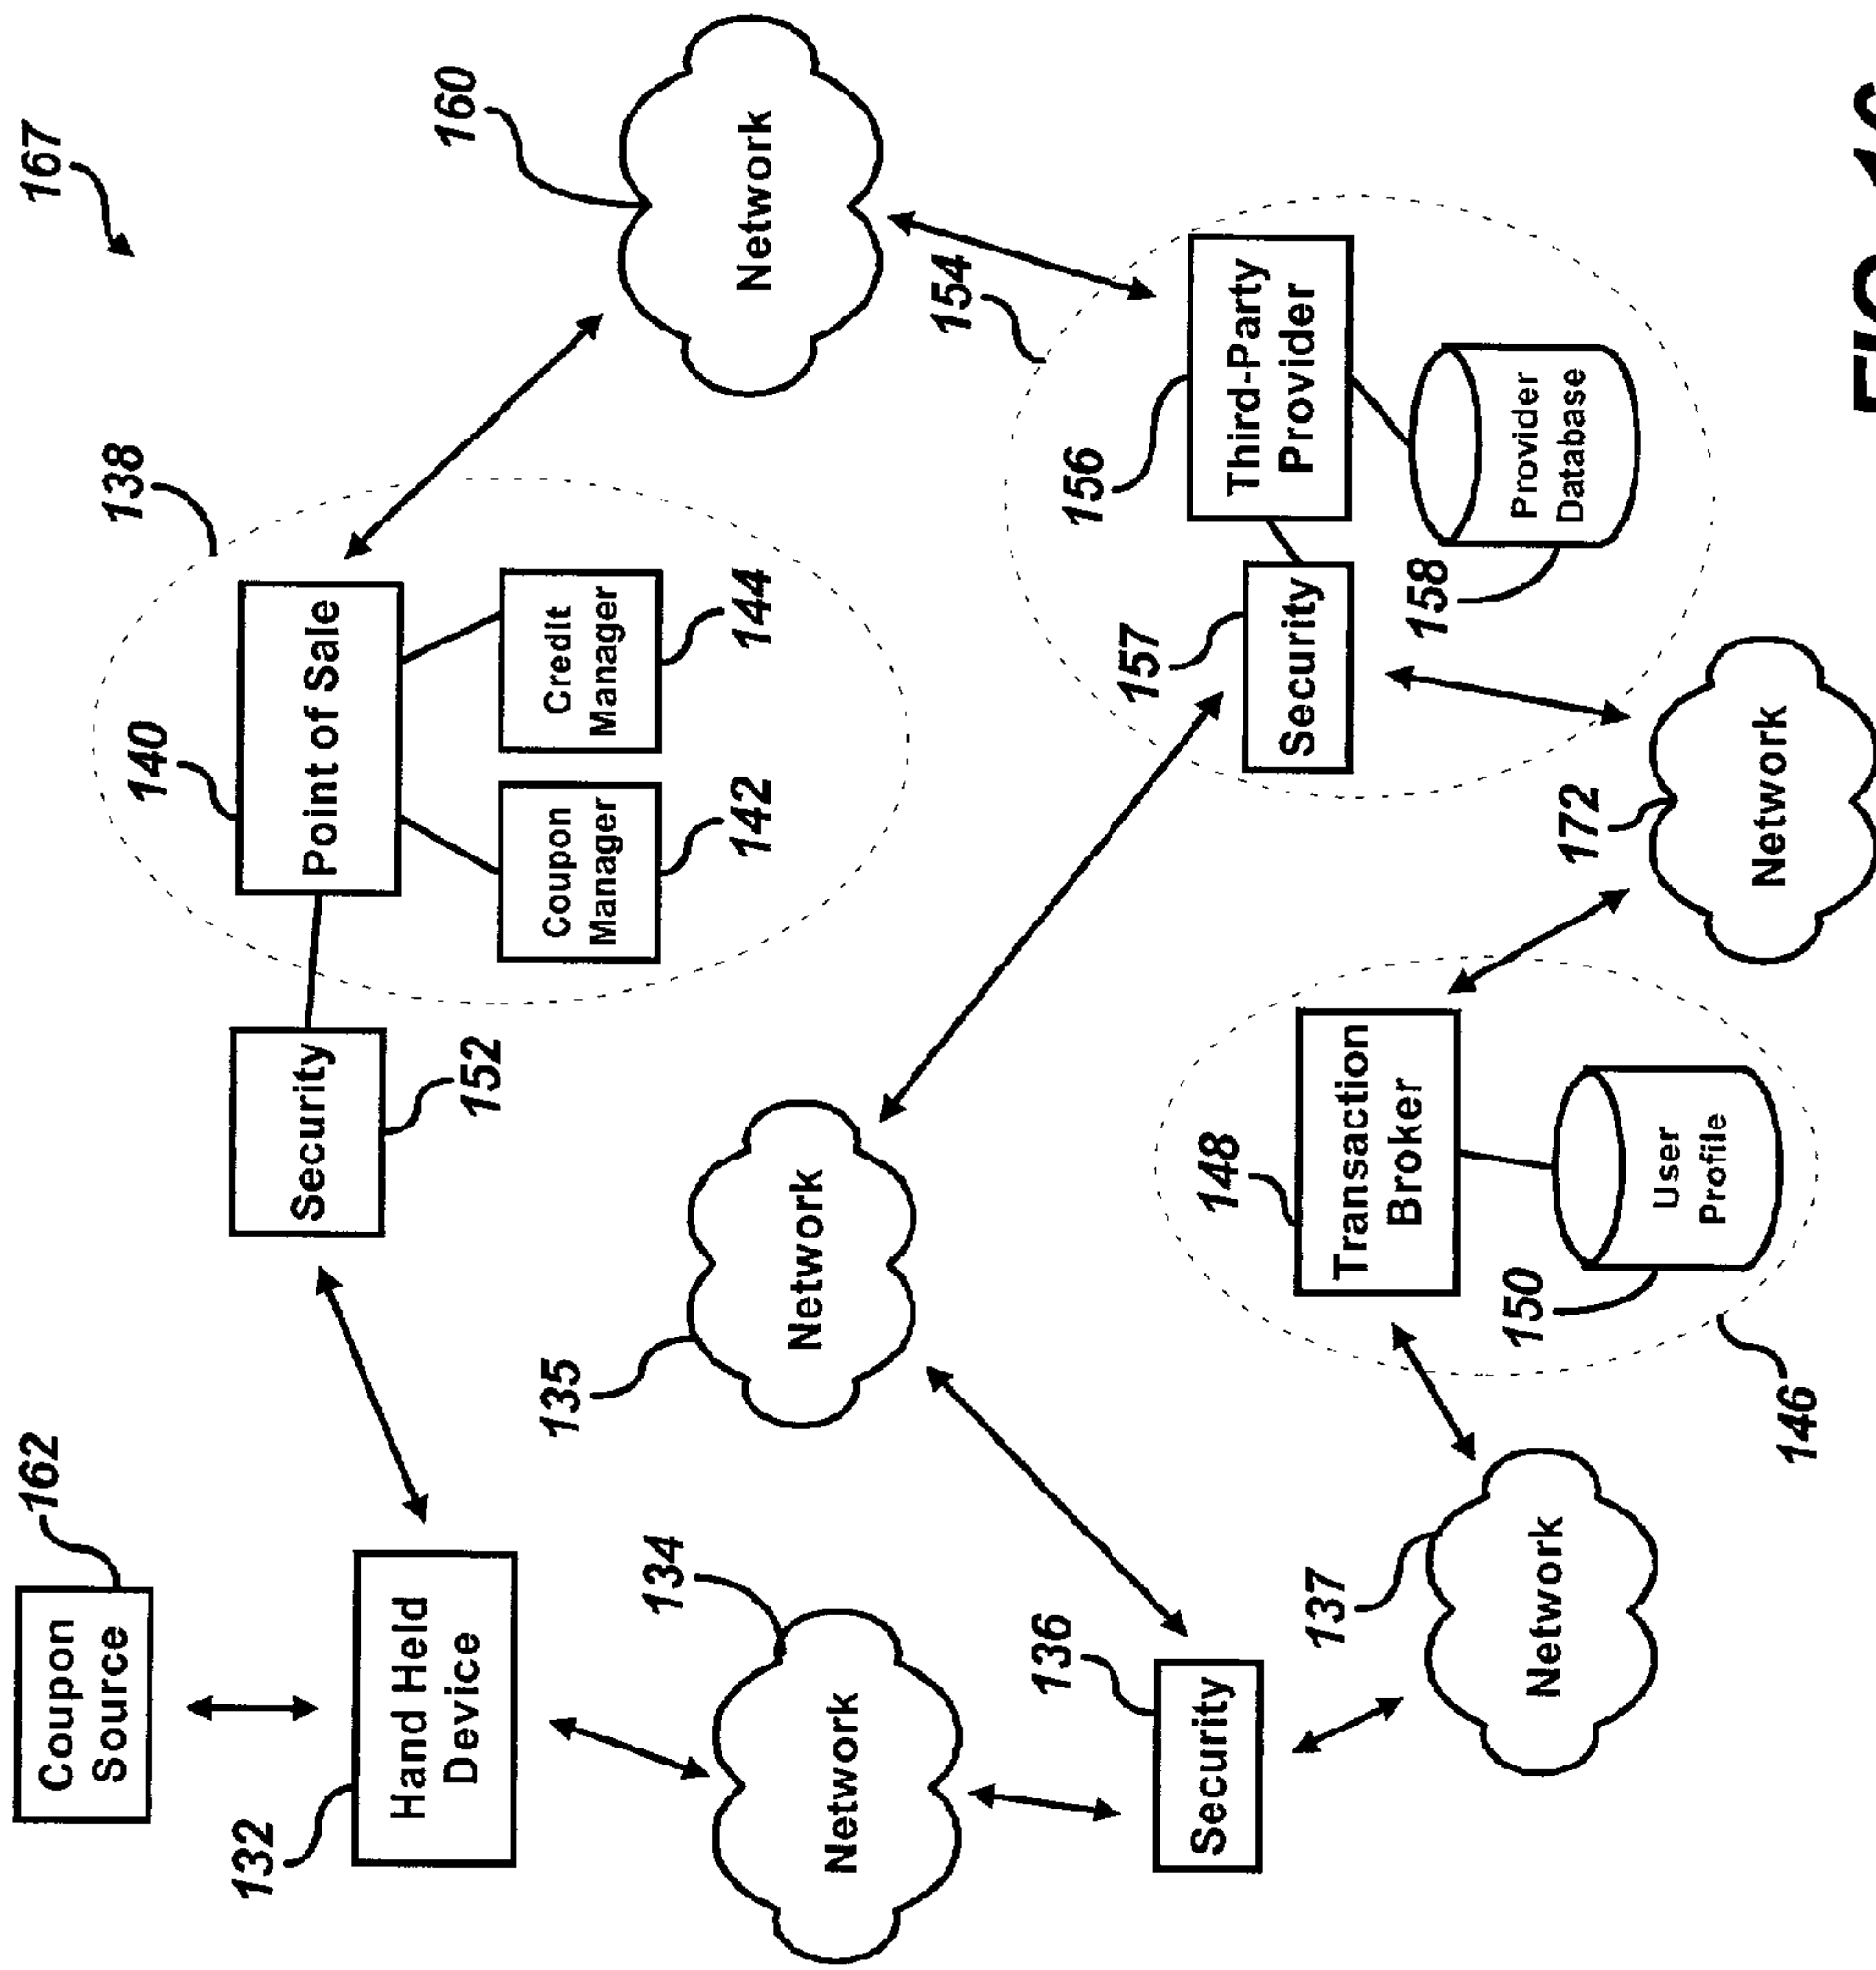 167
162
Coupon
Source
132
Hand Held
Device
152
Security
140
Point of Sale
138
Coupon
Manager
142
Credit
Manager
144
160
Network
134
Network
135
Network
136
Security
137
Network
148
Transaction
Broker
150
User
Profile
146
154
156
Third-Party
Provider
157
Security
158
Provider
Database
172
Network